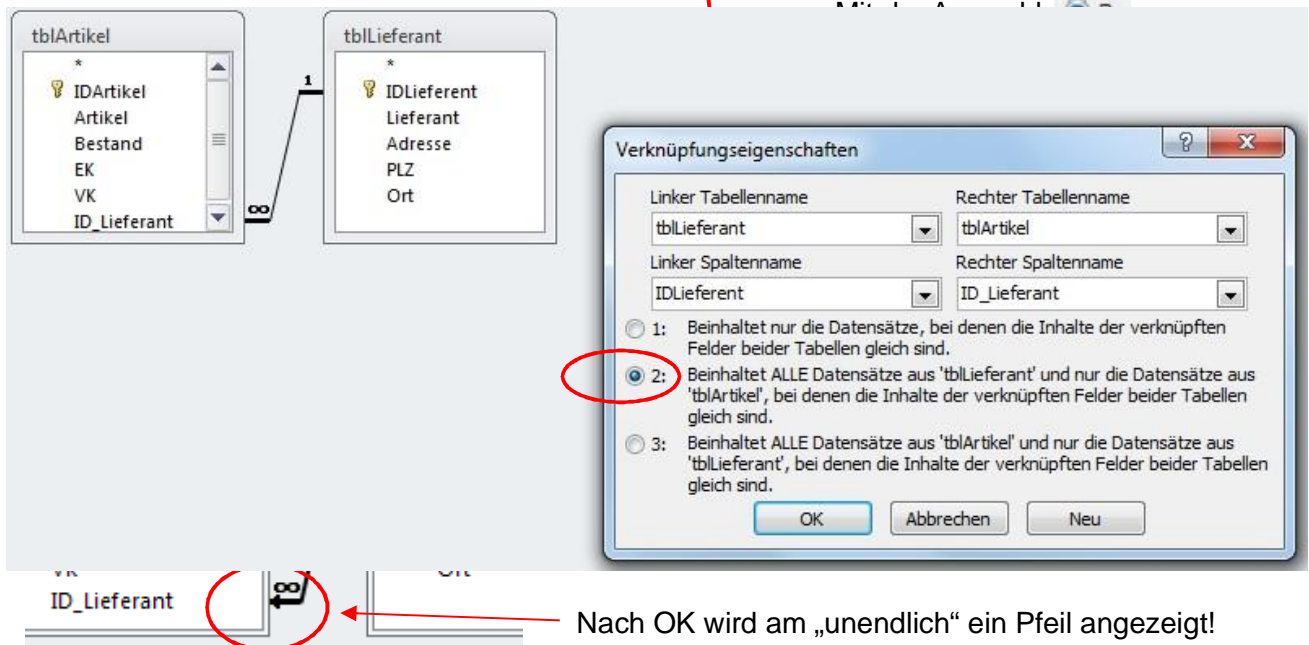 tblArtikel
*
IDArtikel
Artikel
Bestand
EK
VK
ID_Lieferant
∞
1
tblLieferant
*
IDLieferent
Lieferant
Adresse
PLZ
Ort
Verknüpfungseigenschaften
?
X
Linker Tabellenname
Rechter Tabellenname
tblLieferant
tblArtikel
Linker Spaltenname
Rechter Spaltenname
IDLieferent
ID_Lieferant
1: Beinhaltet nur die Datensätze, bei denen die Inhalte der verknüpften
Felder beider Tabellen gleich sind.
2: Beinhaltet ALLE Datensätze aus 'tblLieferant' und nur die Datensätze aus
'tblArtikel', bei denen die Inhalte der verknüpften Felder beider Tabellen
gleich sind.
3: Beinhaltet ALLE Datensätze aus 'tblArtikel' und nur die Datensätze aus
'tblLieferant', bei denen die Inhalte der verknüpften Felder beider Tabellen
gleich sind.
OK
Abbrechen
Neu
ID_Lieferant
∞
Nach OK wird am „unendlich“ ein Pfeil angezeigt!